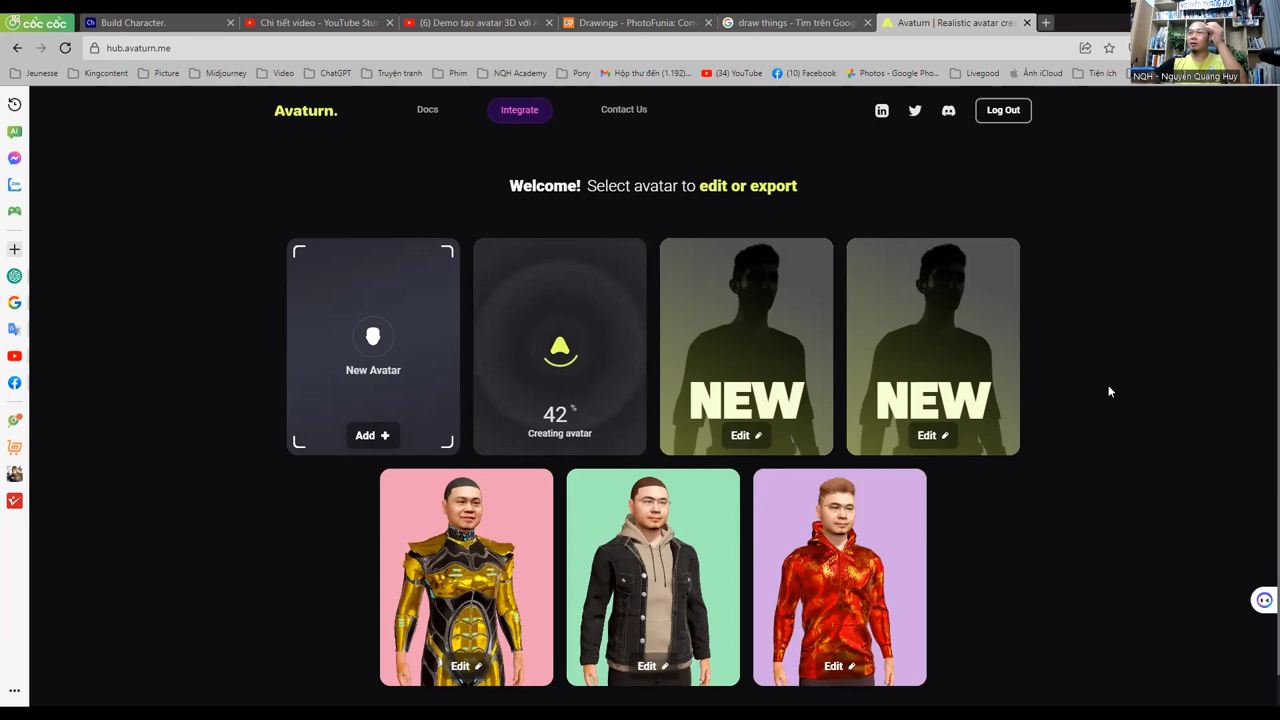 CỐC CỐC
Build Character.
Chi tiết video - YouTube Stu
(6) Demo tạo avatar 3D với A
Drawings - PhotoFunia: Con
draw things - Tìm trên Goog
Avaturn | Realistic avatar crea
hub.avaturn.me
NQH - Nguyễn Quang Huy
Jeunesse
Kingcontent
Picture
Midjourney
Video
ChatGPT
Truyện tranh
Phim
NQH Academy
Pony
Hộp thư đến (1.192)...
(34) YouTube
(10) Facebook
Photos - Google Pho...
Livegood
Ảnh iCloud
Tiện ích
Avaturn.
Docs
Integrate
Contact Us
Log Out
Welcome! Select avatar to edit or export
New Avatar
Add
42 %
Creating avatar
NEW
Edit
NEW
Edit
Edit
Edit
Edit
AI
Zalo